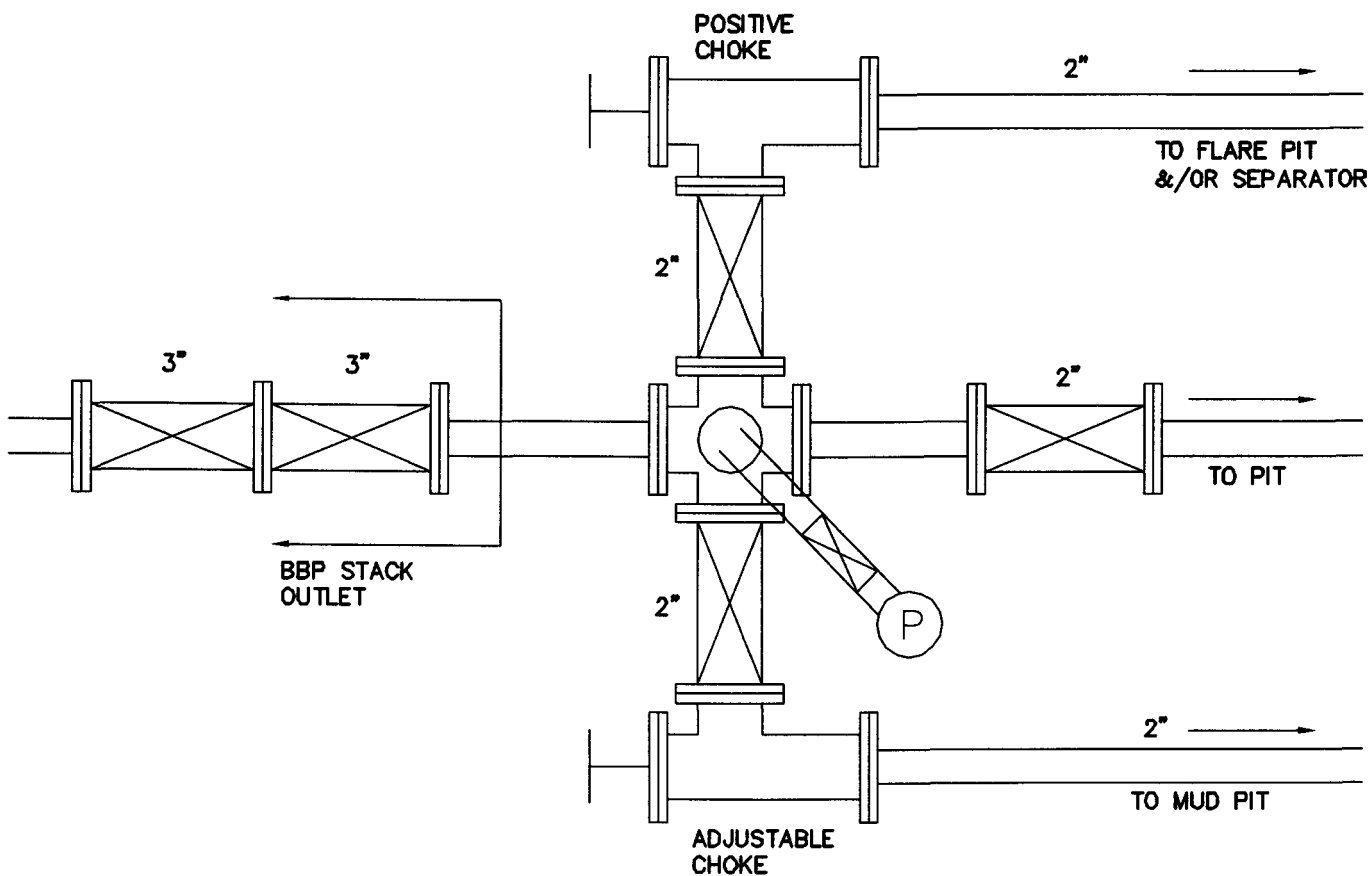 POSITIVE
CHOKE
2"
TO FLARE PIT
&/OR SEPARATOR
2"
3"
3"
2"
TO PIT
BBP STACK
OUTLET
2"
P
2"
TO MUD PIT
ADJUSTABLE
CHOKE